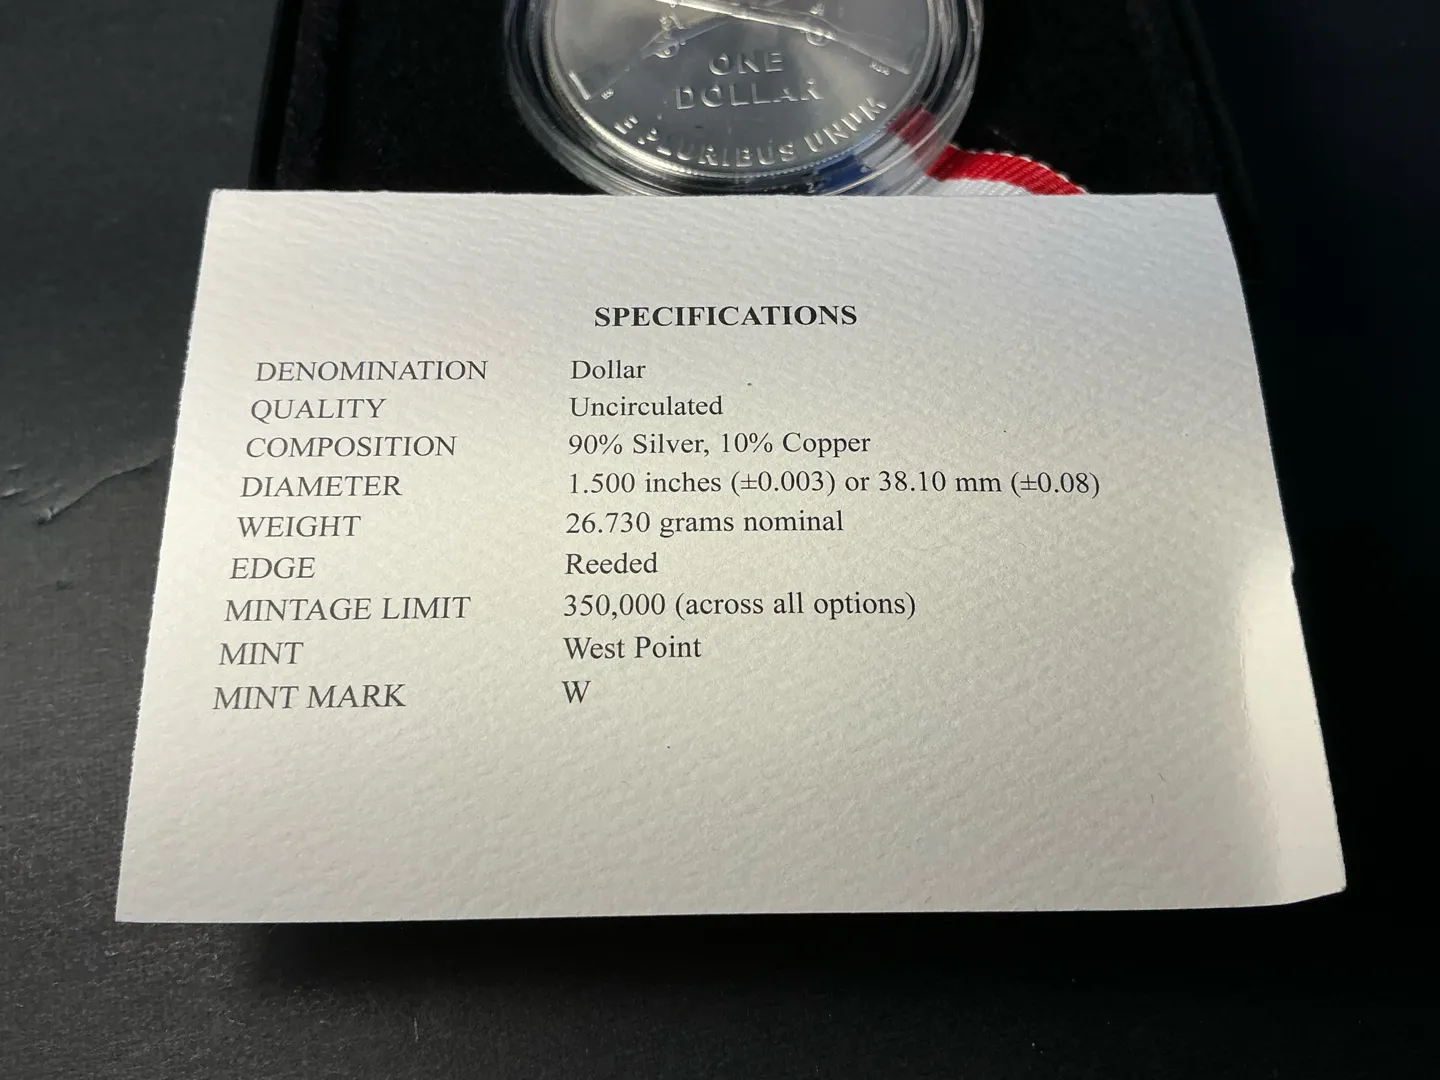 ONE
DOLLAR
E PLURIBUS UNUM
SPECIFICATIONS
DENOMINATION Dollar
QUALITY Uncirculated
COMPOSITION 90% Silver, 10% Copper
DIAMETER 1.500 inches (±0.003) or 38.10 mm (±0.08)
WEIGHT 26.730 grams nominal
EDGE Reeded
MINTAGE LIMIT 350,000 (across all options)
MINT West Point
MINT MARK W